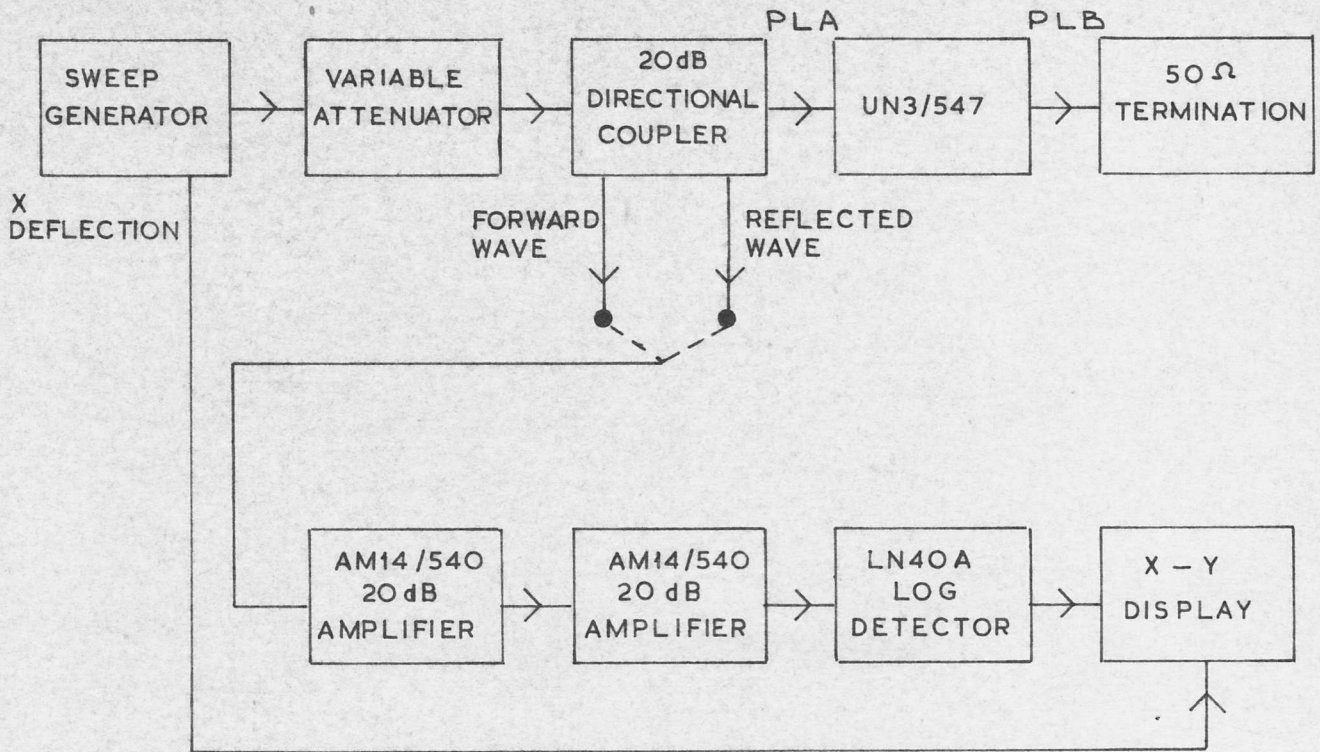 PLA
PLB
SWEEP
GENERATOR
VARIABLE
ATTENUATOR
20dB
DIRECTIONAL
COUPLER
UN3/547
50Ω
TERMINATION
X
DEFLECTION
FORWARD
WAVE
REFLECTED
WAVE
AM14/540
20dB
AMPLIFIER
AM14/540
20dB
AMPLIFIER
LN40A
LOG
DETECTOR
X – Y
DISPLAY